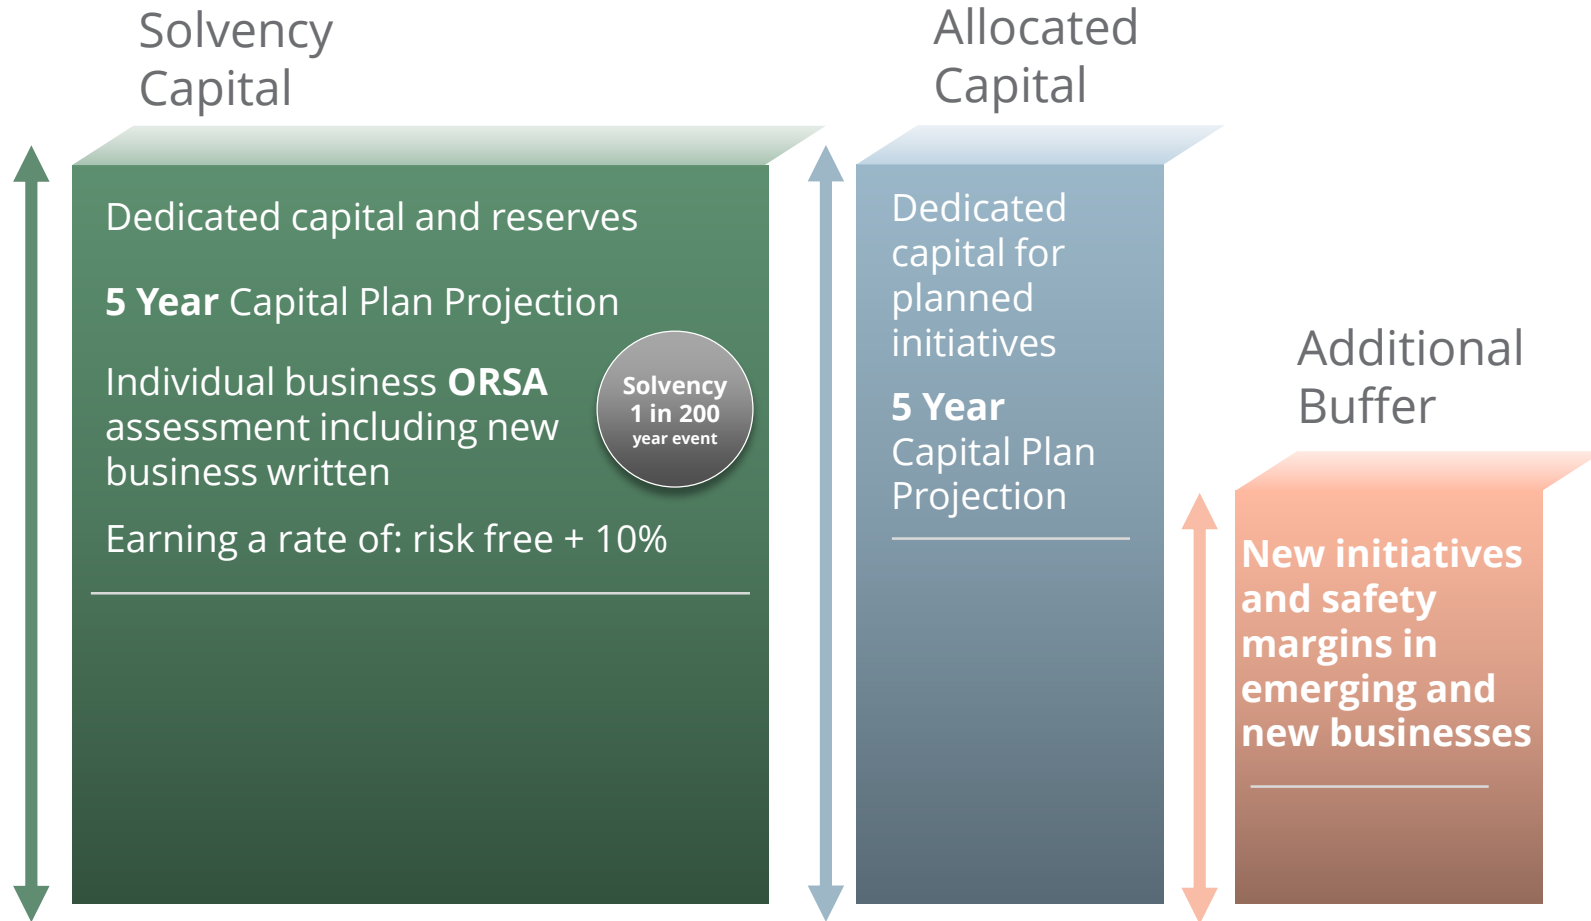 Solvency
Capital
Dedicated capital and reserves
5 Year Capital Plan Projection
Individual business ORSA
assessment including new
business written
Solvency
1 in 200
year event
Earning a rate of: risk free + 10%
Allocated
Capital
Dedicated
capital for
planned
initiatives
5 Year
Capital Plan
Projection
Additional
Buffer
New initiatives
and safety
margins in
emerging and
new businesses